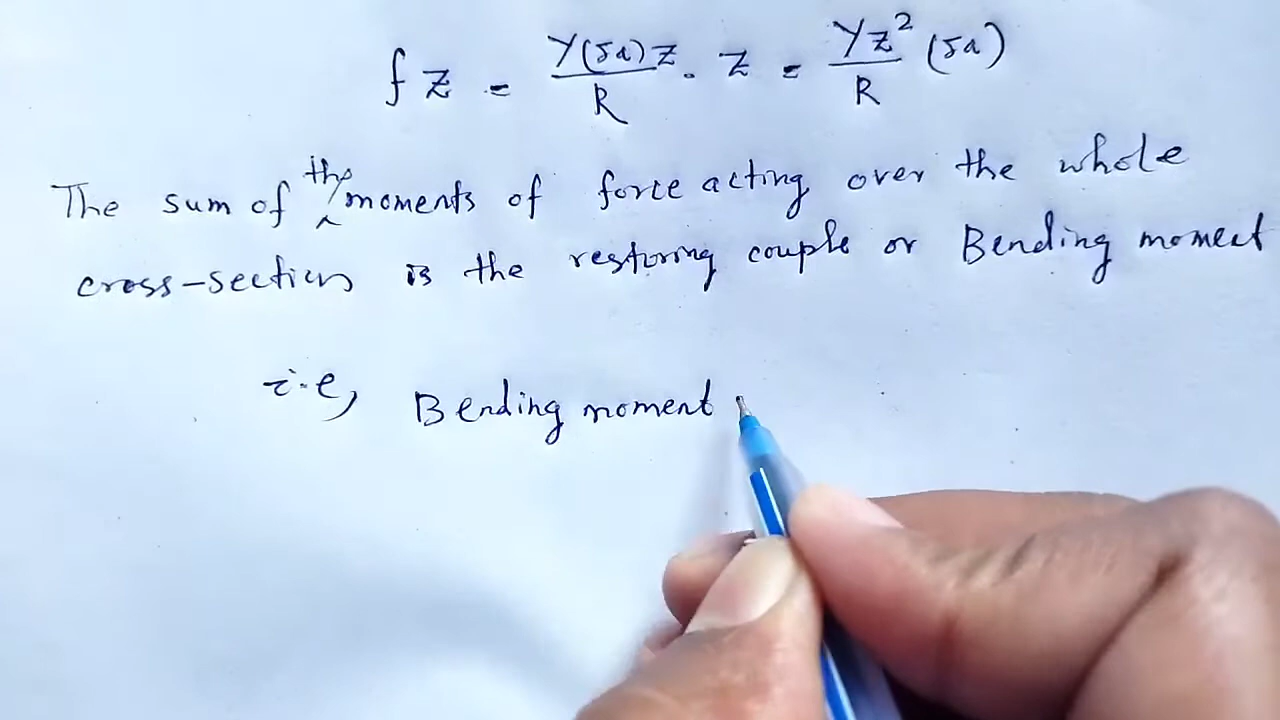 f z = Y(δa)z/R . z = Yz²/R (δa)
The sum of the moments of force acting over the whole
cross-section is the restoring couple or Bending moment
i.e, Bending moment